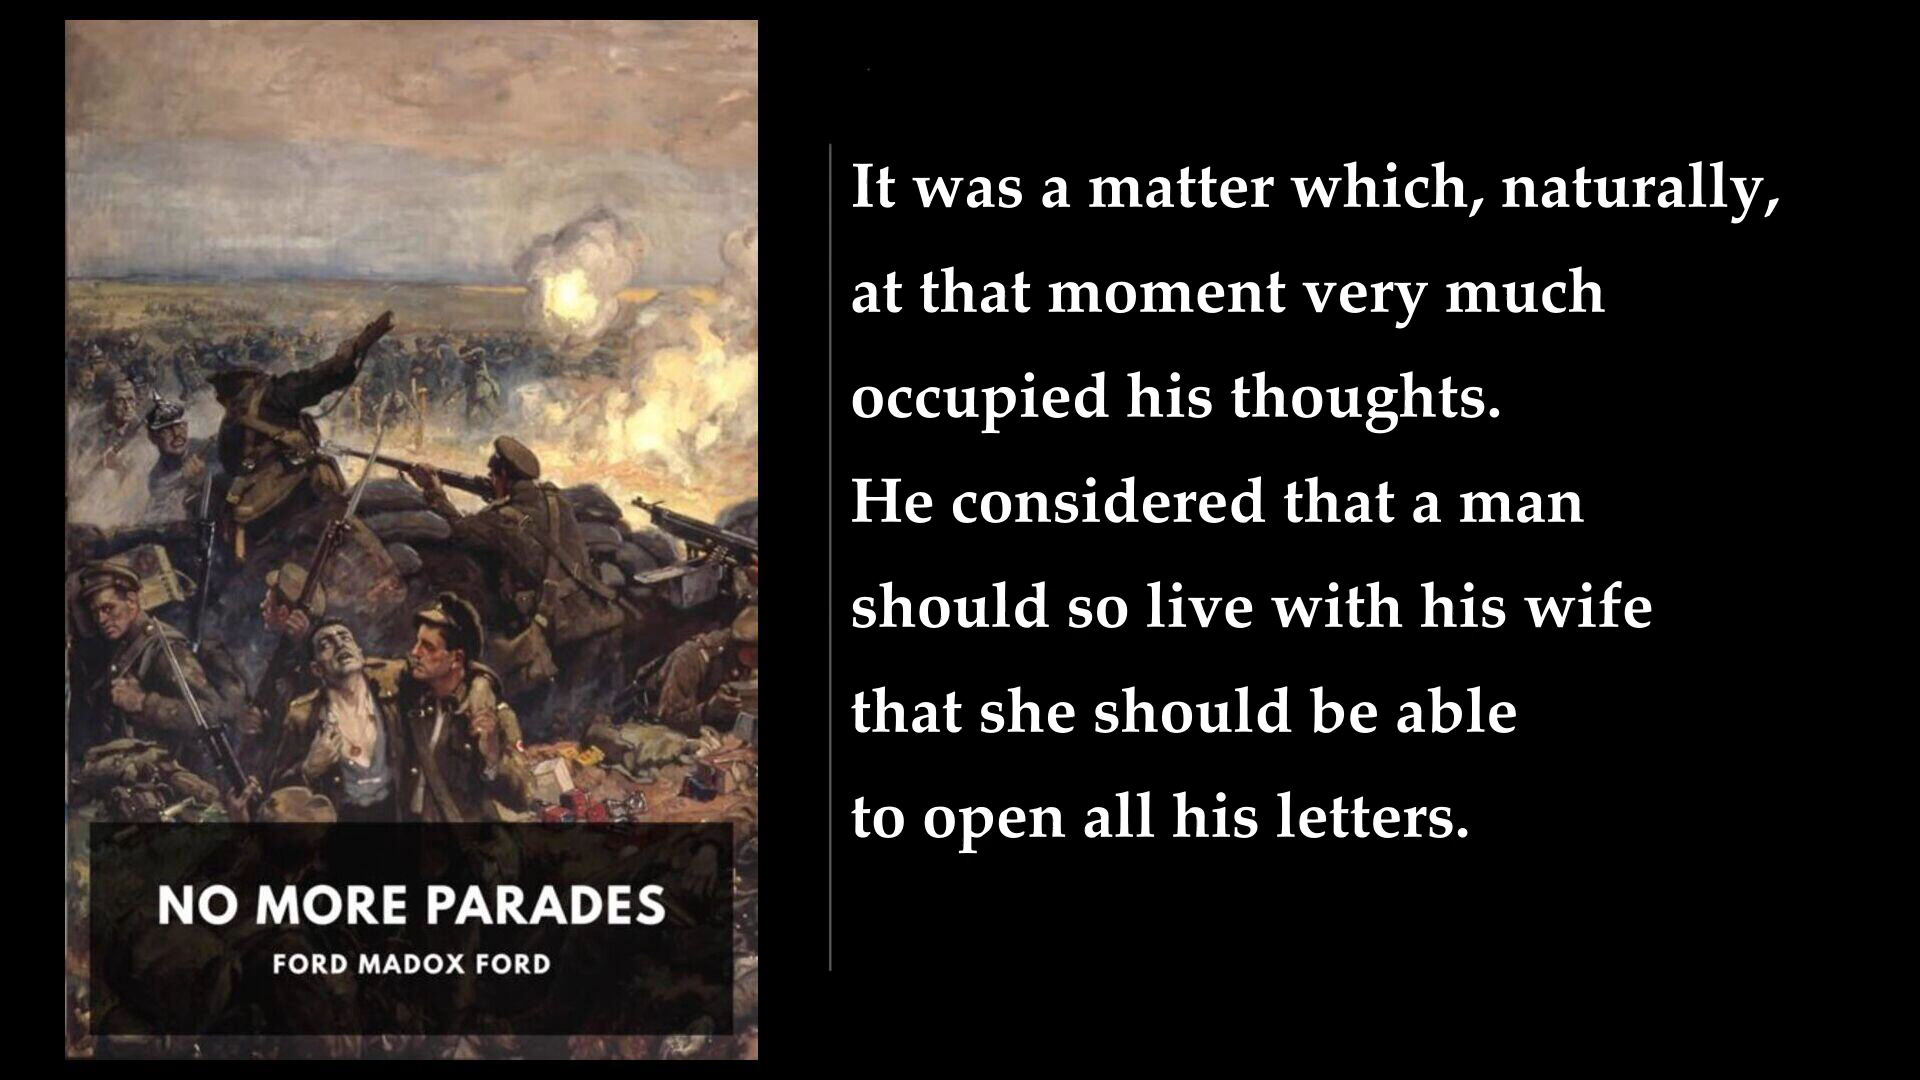 NO MORE PARADES
FORD MADOX FORD
It was a matter which, naturally,
at that moment very much
occupied his thoughts.
He considered that a man
should so live with his wife
that she should be able
to open all his letters.